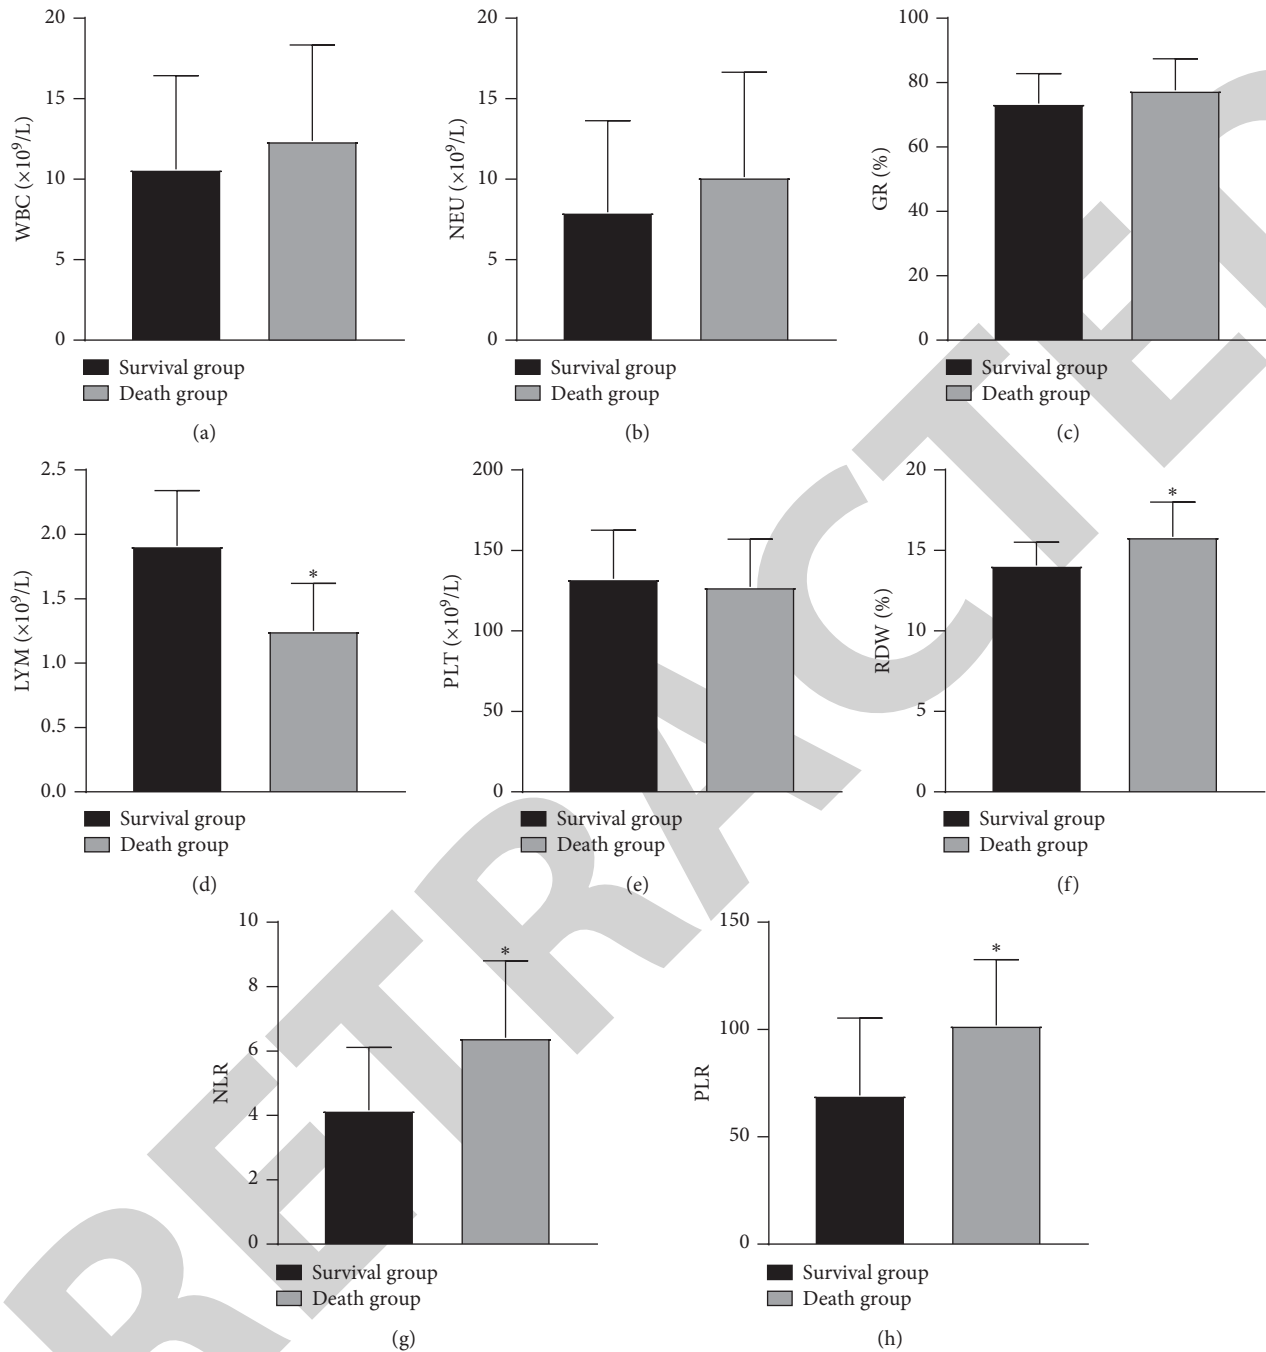 20
15
10
5
0
WBC (×10⁹/L)
Survival group
Death group
(a)
20
15
10
5
0
NEU (×10⁹/L)
Survival group
Death group
(b)
100
80
60
40
20
0
GR (%)
Survival group
Death group
(c)
2.5
2.0
1.5
1.0
0.5
0.0
LYM (×10⁹/L)
*
Survival group
Death group
(d)
200
150
100
50
0
PLT (×10⁹/L)
Survival group
Death group
(e)
20
15
10
5
0
RDW (%)
*
Survival group
Death group
(f)
10
8
6
4
2
0
NLR
*
Survival group
Death group
(g)
150
100
50
0
PLR
*
Survival group
Death group
(h)
RETRACTE